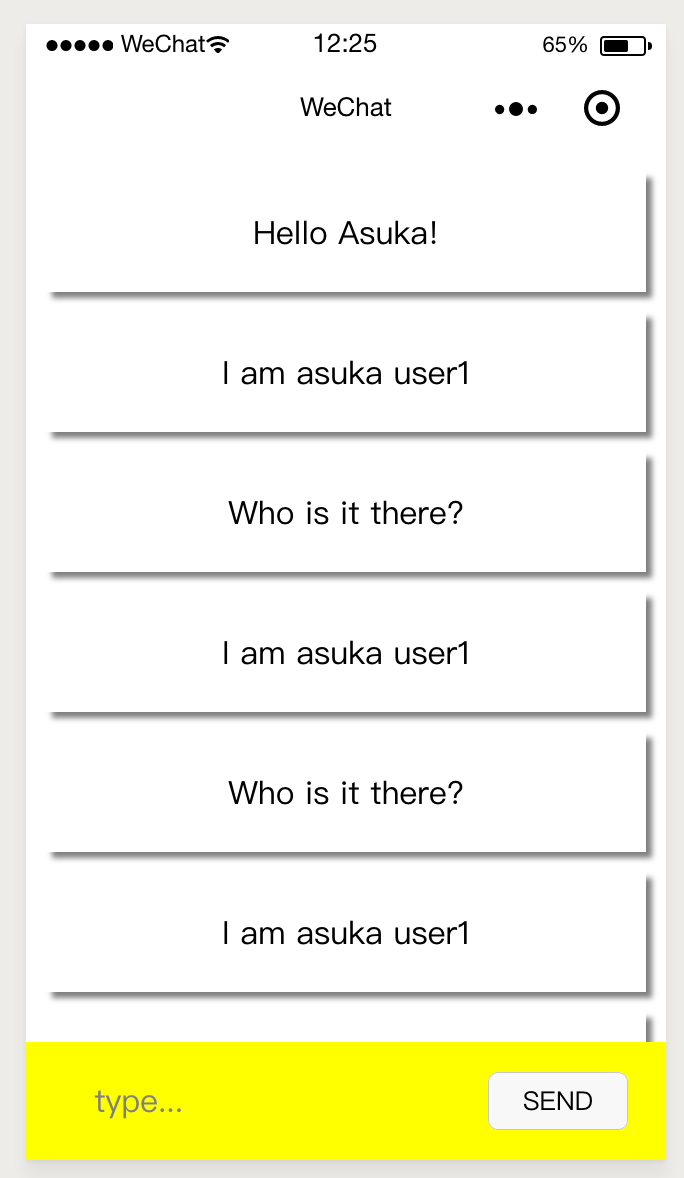 WeChat 12:25 65%
WeChat
Hello Asuka!
I am asuka user1
Who is it there?
I am asuka user1
Who is it there?
I am asuka user1
type...
SEND